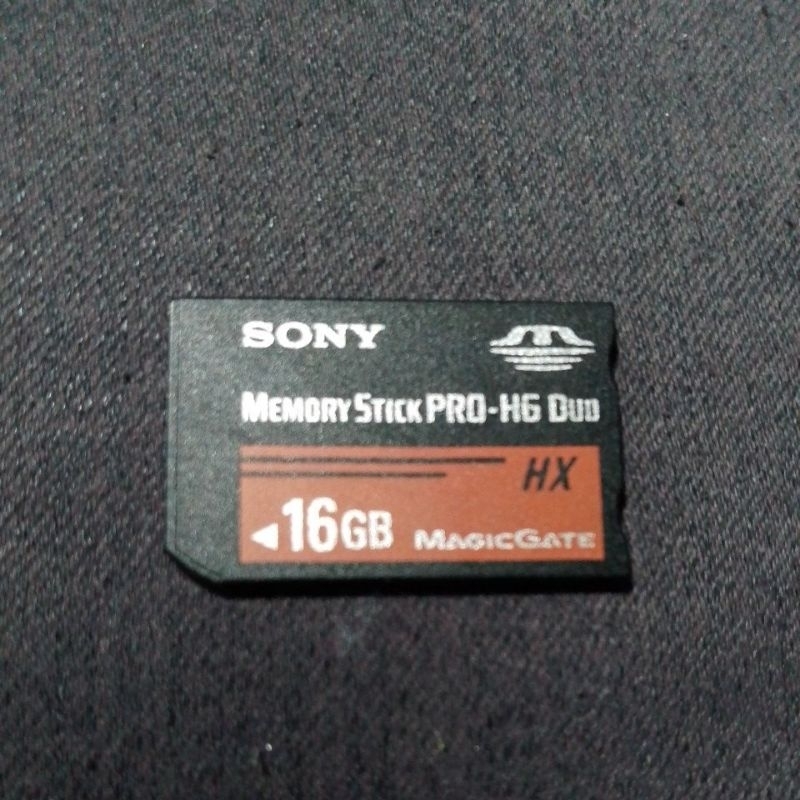 SONY
MEMORY STICK PRO-HG DUO
HX
16GB MAGICGATE